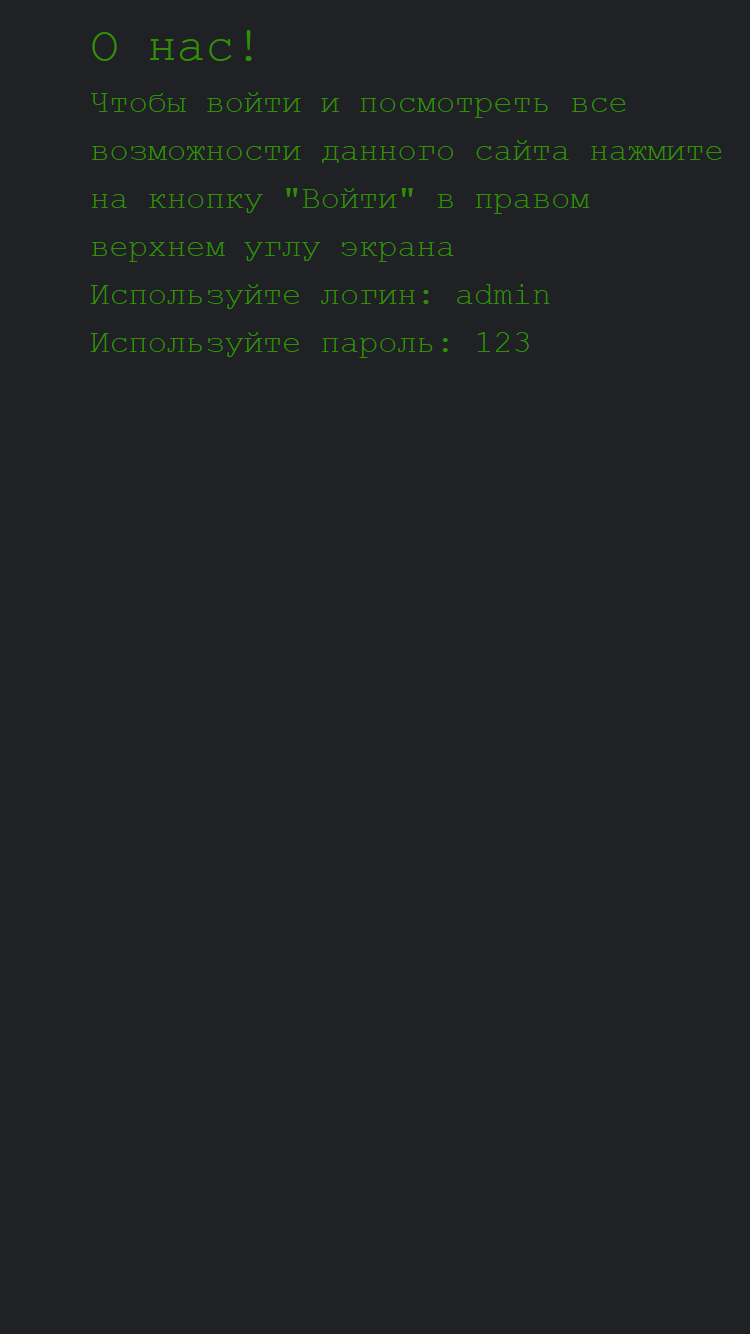 О нас!
Чтобы войти и посмотреть все
возможности данного сайта нажмите
на кнопку "Войти" в правом
верхнем углу экрана
Используйте логин: admin
Используйте пароль: 123